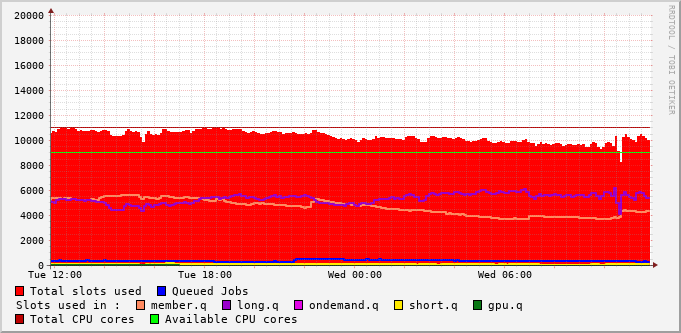 20000
18000
16000
14000
12000
10000
8000
6000
4000
2000
0
Tue 12:00 Tue 18:00 Wed 00:00 Wed 06:00
Total slots used Queued Jobs
Slots used in : member.q long.q ondemand.q short.q gpu.q
Total CPU cores Available CPU cores
RRDTOOL / TOBI OETIKER